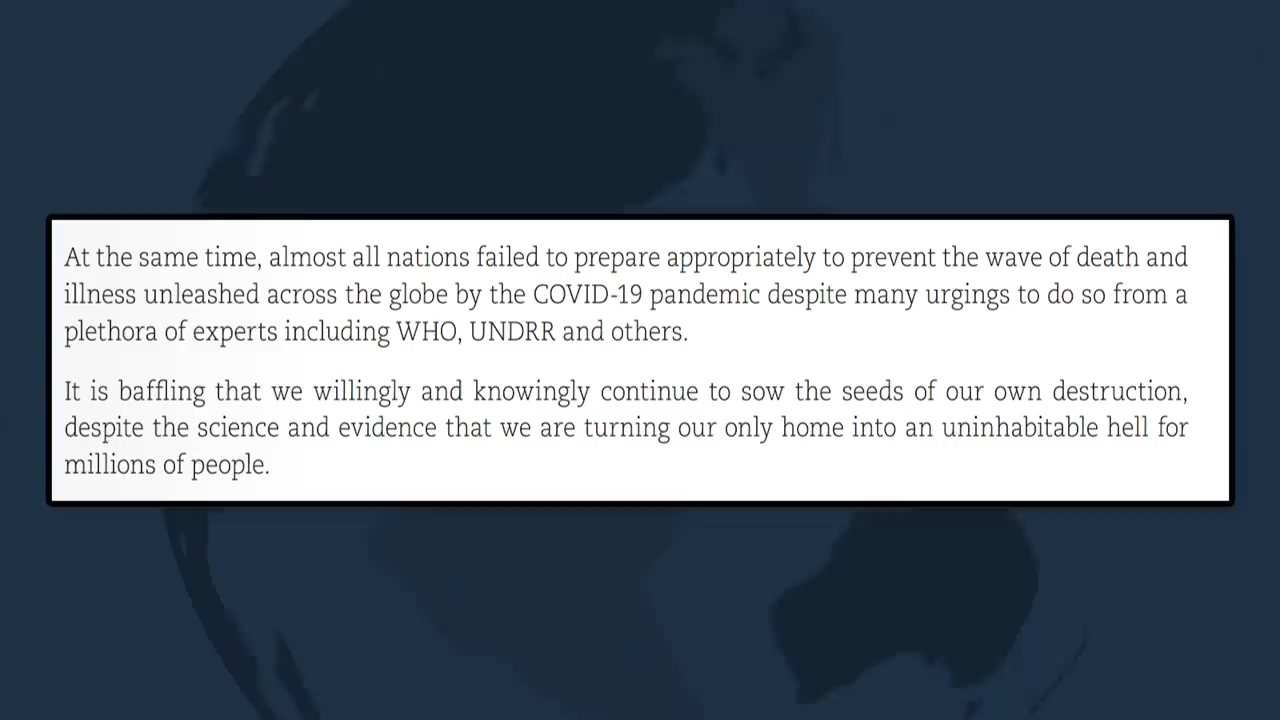 At the same time, almost all nations failed to prepare appropriately to prevent the wave of death and
illness unleashed across the globe by the COVID-19 pandemic despite many urgings to do so from a
plethora of experts including WHO, UNDRR and others.
It is baffling that we willingly and knowingly continue to sow the seeds of our own destruction,
despite the science and evidence that we are turning our only home into an uninhabitable hell for
millions of people.